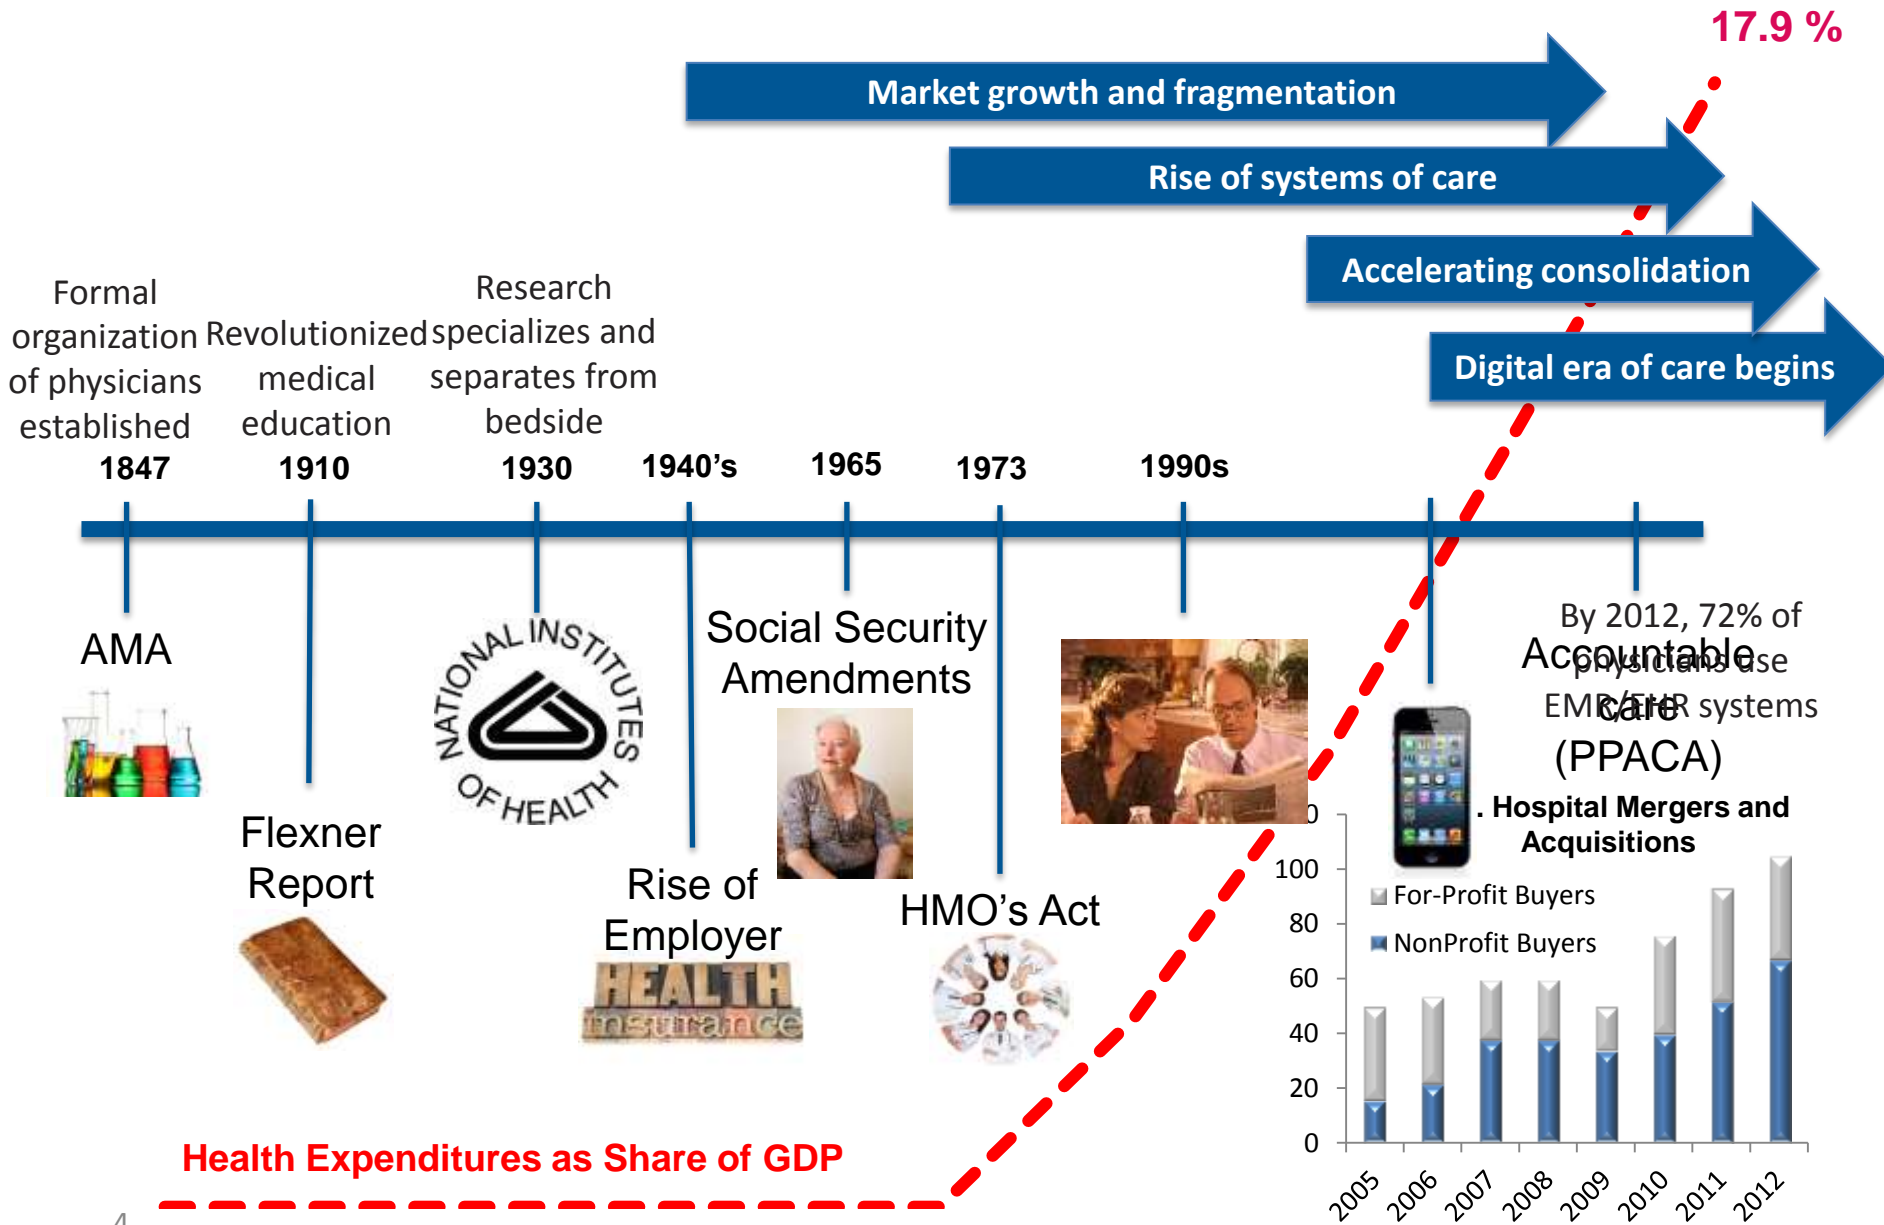 17.9 %
Market growth and fragmentation
Rise of systems of care
Accelerating consolidation
Digital era of care begins
Formal
organization
of physicians
established
1847
Revolutionized
medical
education
1910
Research
specializes and
separates from
bedside
1930
1940's
1965
1973
1990s
AMA
Flexner
Report
NATIONAL INSTITUTES
OF HEALTH
Rise of
Employer
HEALTH
insurance
Social Security
Amendments
HMO's Act
By 2012, 72% of
physicians use
EMR/EHR systems
Accountable
care
(PPACA)
. Hospital Mergers and
Acquisitions
For-Profit Buyers
NonProfit Buyers
0
100
80
60
40
20
0
2005
2006
2007
2008
2009
2010
2011
2012
Health Expenditures as Share of GDP
4